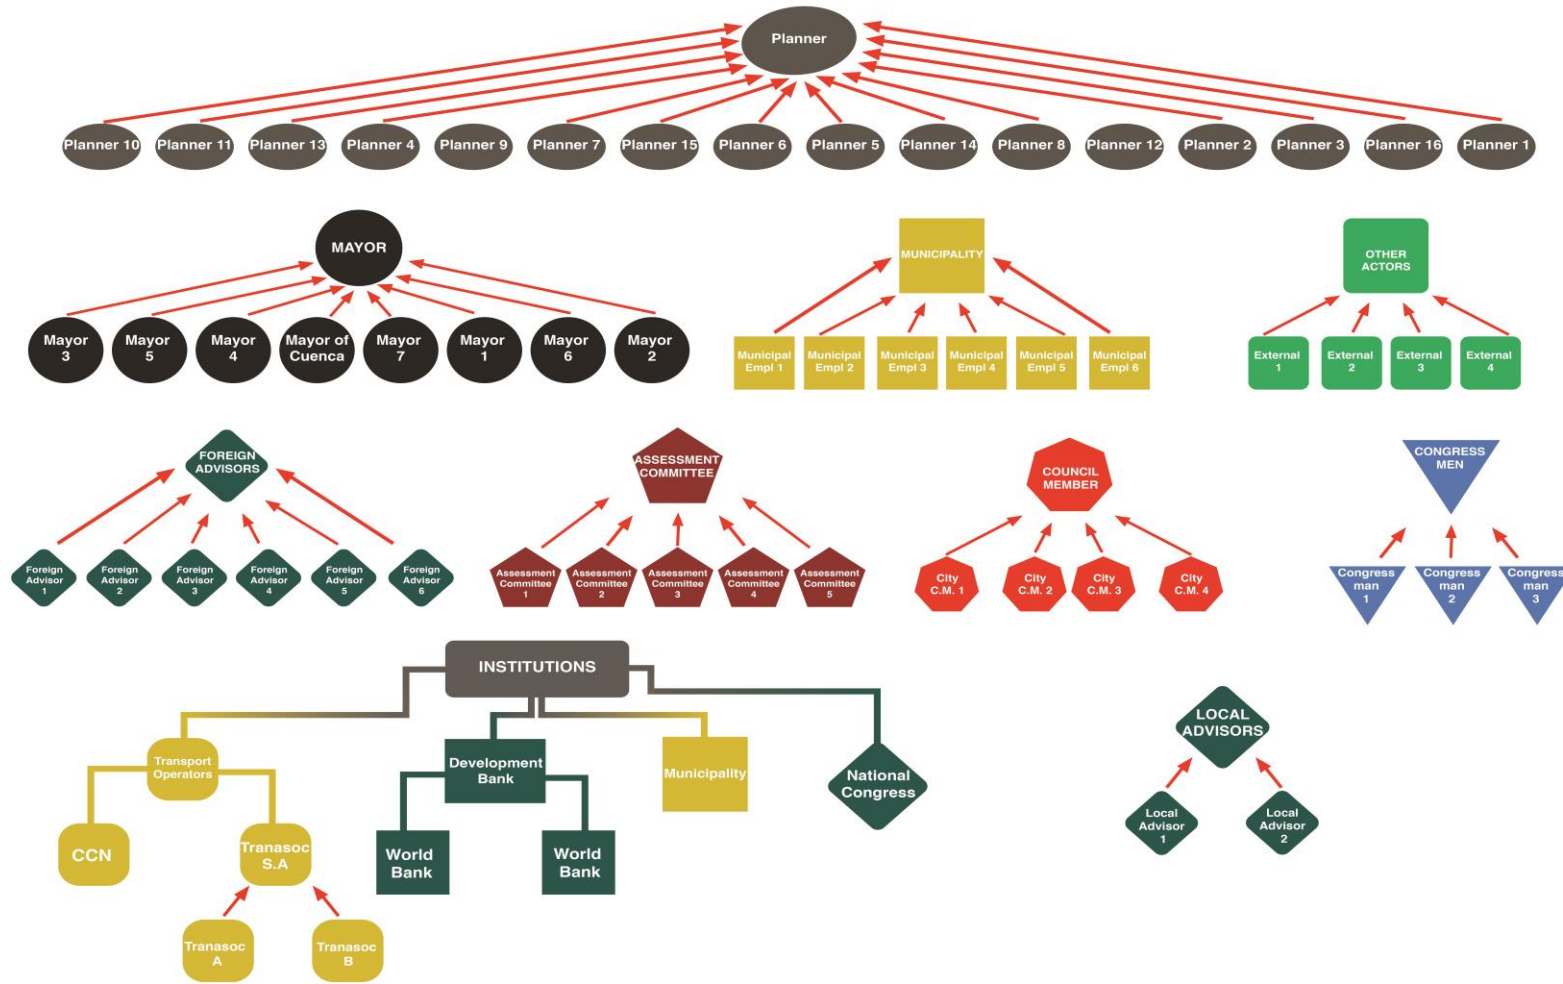 Planner
Planner 10
Planner 11
Planner 13
Planner 4
Planner 9
Planner 7
Planner 15
Planner 6
Planner 5
Planner 14
Planner 8
Planner 12
Planner 2
Planner 3
Planner 16
Planner 1
MAYOR
Mayor
3
Mayor
5
Mayor
4
Mayor of
Cuenca
Mayor
7
Mayor
1
Mayor
6
Mayor
2
MUNICIPALITY
Municipal
Empl 1
Municipal
Empl 2
Municipal
Empl 3
Municipal
Empl 4
Municipal
Empl 5
Municipal
Empl 6
OTHER
ACTORS
External
1
External
2
External
3
External
4
FOREIGN
ADVISORS
Foreign
Advisor
1
Foreign
Advisor
2
Foreign
Advisor
3
Foreign
Advisor
4
Foreign
Advisor
5
Foreign
Advisor
6
ASSESSMENT
COMMITTEE
Assessment
Committee
1
Assessment
Committee
2
Assessment
Committee
3
Assessment
Committee
4
Assessment
Committee
5
COUNCIL
MEMBER
City
C.M. 1
City
C.M. 2
City
C.M. 3
City
C.M. 4
CONGRESS
MEN
Congress
man
1
Congress
man
2
Congress
man
3
INSTITUTIONS
Transport
Operators
CCN
Tranasoc
S.A
Tranasoc
A
Tranasoc
B
Development
Bank
World
Bank
World
Bank
Municipality
National
Congress
LOCAL
ADVISORS
Local
Advisor
1
Local
Advisor
2